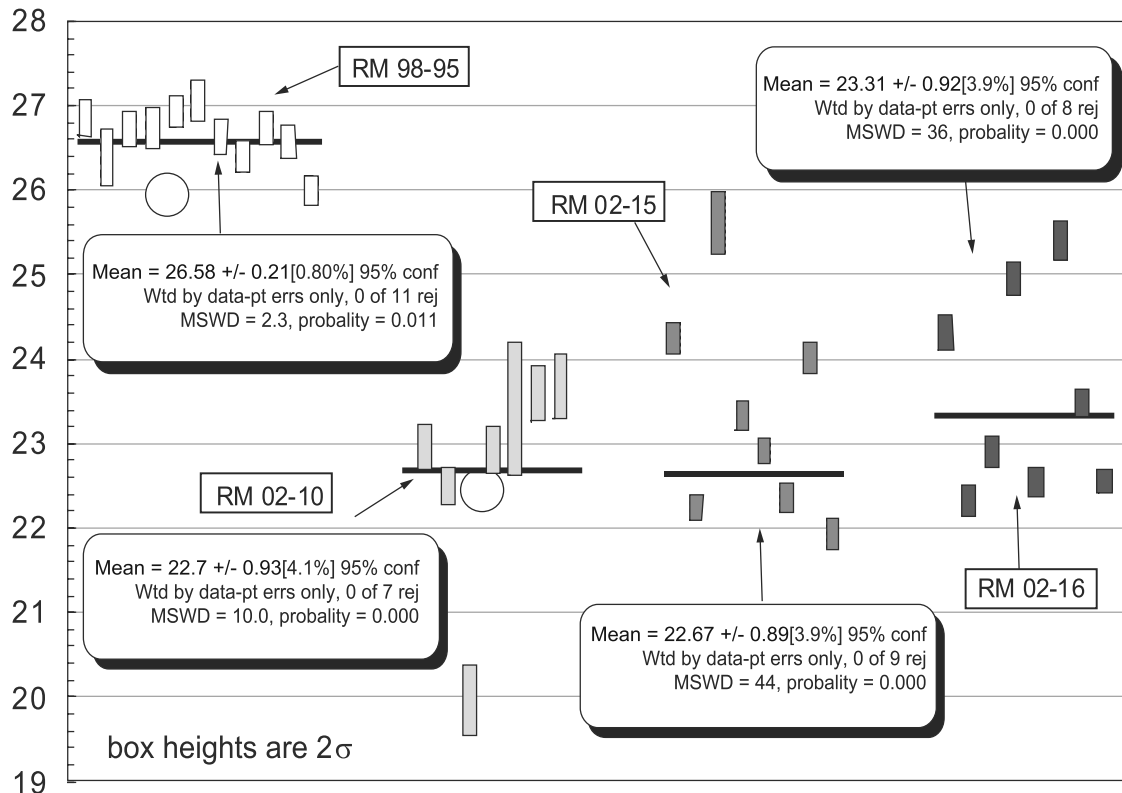 28
27
26
25
24
23
22
21
20
19
RM 98-95
Mean = 26.58 +/- 0.21[0.80%] 95% conf
Wtd by data-pt errs only, 0 of 11 rej
MSWD = 2.3, probality = 0.011
RM 02-10
Mean = 22.7 +/- 0.93[4.1%] 95% conf
Wtd by data-pt errs only, 0 of 7 rej
MSWD = 10.0, probality = 0.000
RM 02-15
Mean = 22.67 +/- 0.89[3.9%] 95% conf
Wtd by data-pt errs only, 0 of 9 rej
MSWD = 44, probality = 0.000
Mean = 23.31 +/- 0.92[3.9%] 95% conf
Wtd by data-pt errs only, 0 of 8 rej
MSWD = 36, probality = 0.000
RM 02-16
box heights are 2σ